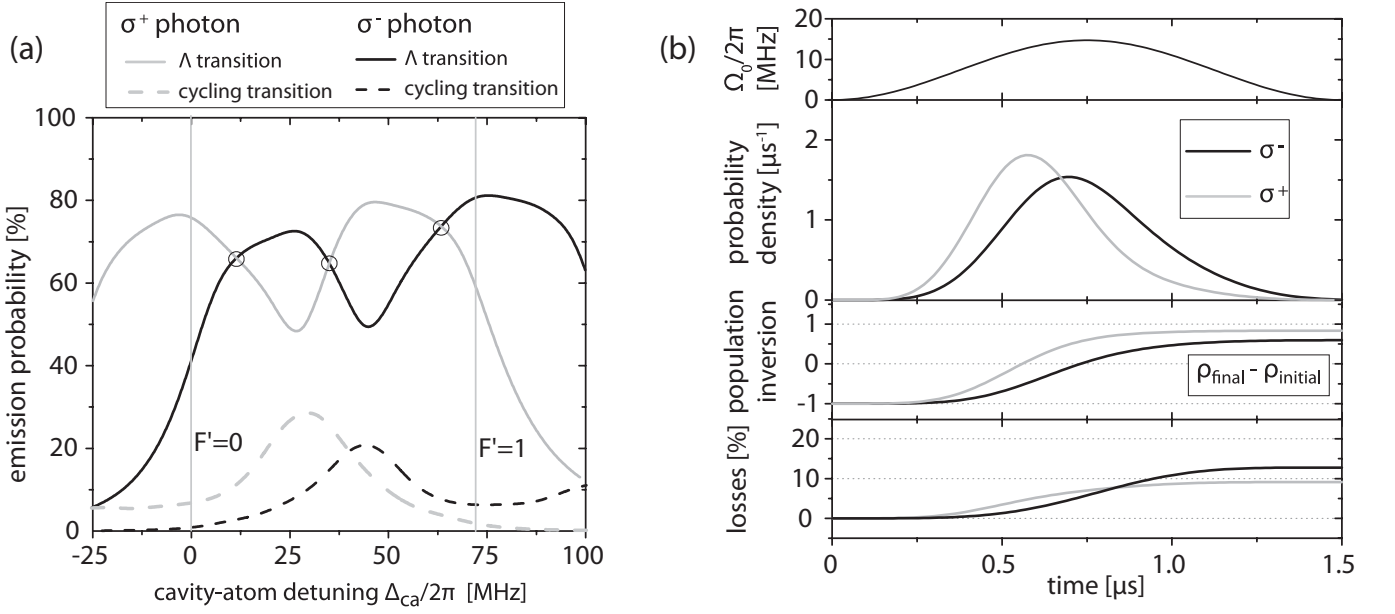 (a)
σ+ photon σ- photon
Λ transition Λ transition
cycling transition cycling transition
emission probability [%]
100
80
60
40
20
0
F'=0
F'=1
-25 0 25 50 75 100
cavity-atom detuning Δca/2π [MHz]
(b)
Ω0/2π
[MHz]
20
10
0
probability
density [µs-1]
2
1
0
σ-
σ+
population
inversion
1
0
-1
ρfinal - ρinitial
losses [%]
20
10
0
0 0.5 1.0 1.5
time [µs]